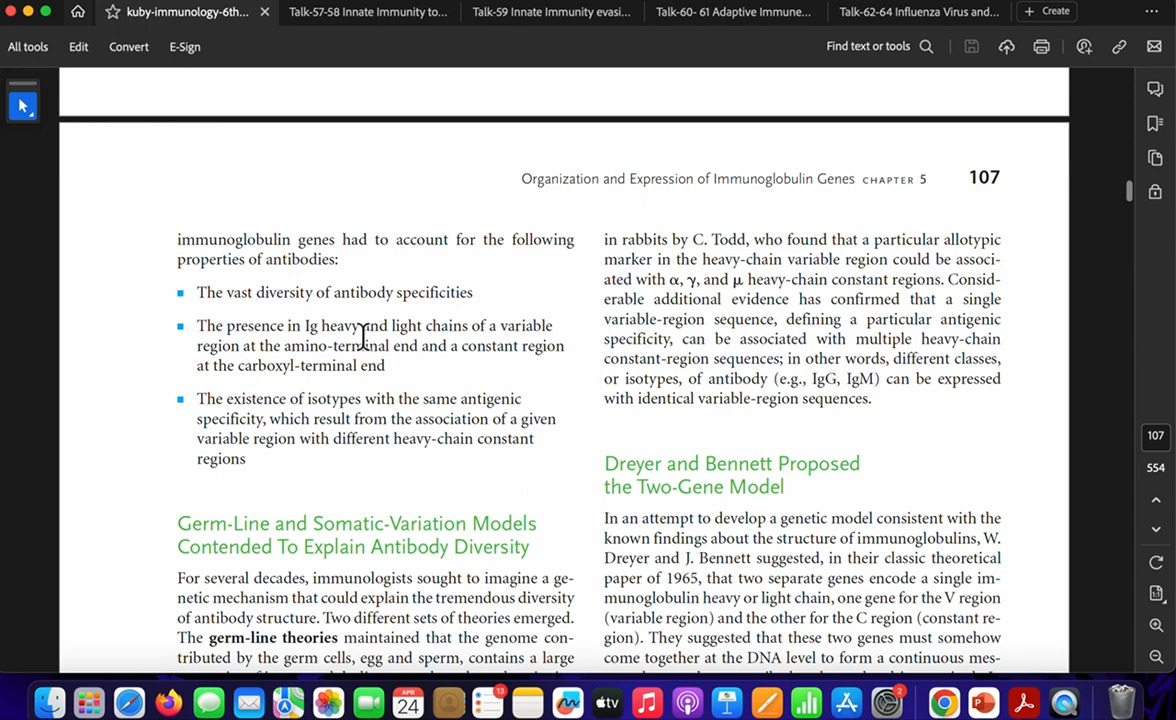 kuby-immunology-6th...
Talk-57-58 Innate Immunity to...
Talk-59 Innate Immunity evasi...
Talk-60- 61 Adaptive Immune...
Talk-62-64 Influenza Virus and...
+ Create
All tools
Edit
Convert
E-Sign
Find text or tools
Organization and Expression of Immunoglobulin Genes CHAPTER 5 107
immunoglobulin genes had to account for the following
properties of antibodies:
The vast diversity of antibody specificities
The presence in Ig heavy and light chains of a variable
region at the amino-terminal end and a constant region
at the carboxyl-terminal end
The existence of isotypes with the same antigenic
specificity, which result from the association of a given
variable region with different heavy-chain constant
regions
Germ-Line and Somatic-Variation Models
Contended To Explain Antibody Diversity
For several decades, immunologists sought to imagine a ge-
netic mechanism that could explain the tremendous diversity
of antibody structure. Two different sets of theories emerged.
The germ-line theories maintained that the genome con-
tributed by the germ cells, egg and sperm, contains a large
in rabbits by C. Todd, who found that a particular allotypic
marker in the heavy-chain variable region could be associ-
ated with α, γ, and μ heavy-chain constant regions. Consid-
erable additional evidence has confirmed that a single
variable-region sequence, defining a particular antigenic
specificity, can be associated with multiple heavy-chain
constant-region sequences; in other words, different classes,
or isotypes, of antibody (e.g., IgG, IgM) can be expressed
with identical variable-region sequences.
Dreyer and Bennett Proposed
the Two-Gene Model
In an attempt to develop a genetic model consistent with the
known findings about the structure of immunoglobulins, W.
Dreyer and J. Bennett suggested, in their classic theoretical
paper of 1965, that two separate genes encode a single im-
munoglobulin heavy or light chain, one gene for the V region
(variable region) and the other for the C region (constant re-
gion). They suggested that these two genes must somehow
come together at the DNA level to form a continuous mes-
107
554
APR
24
13
tv
2